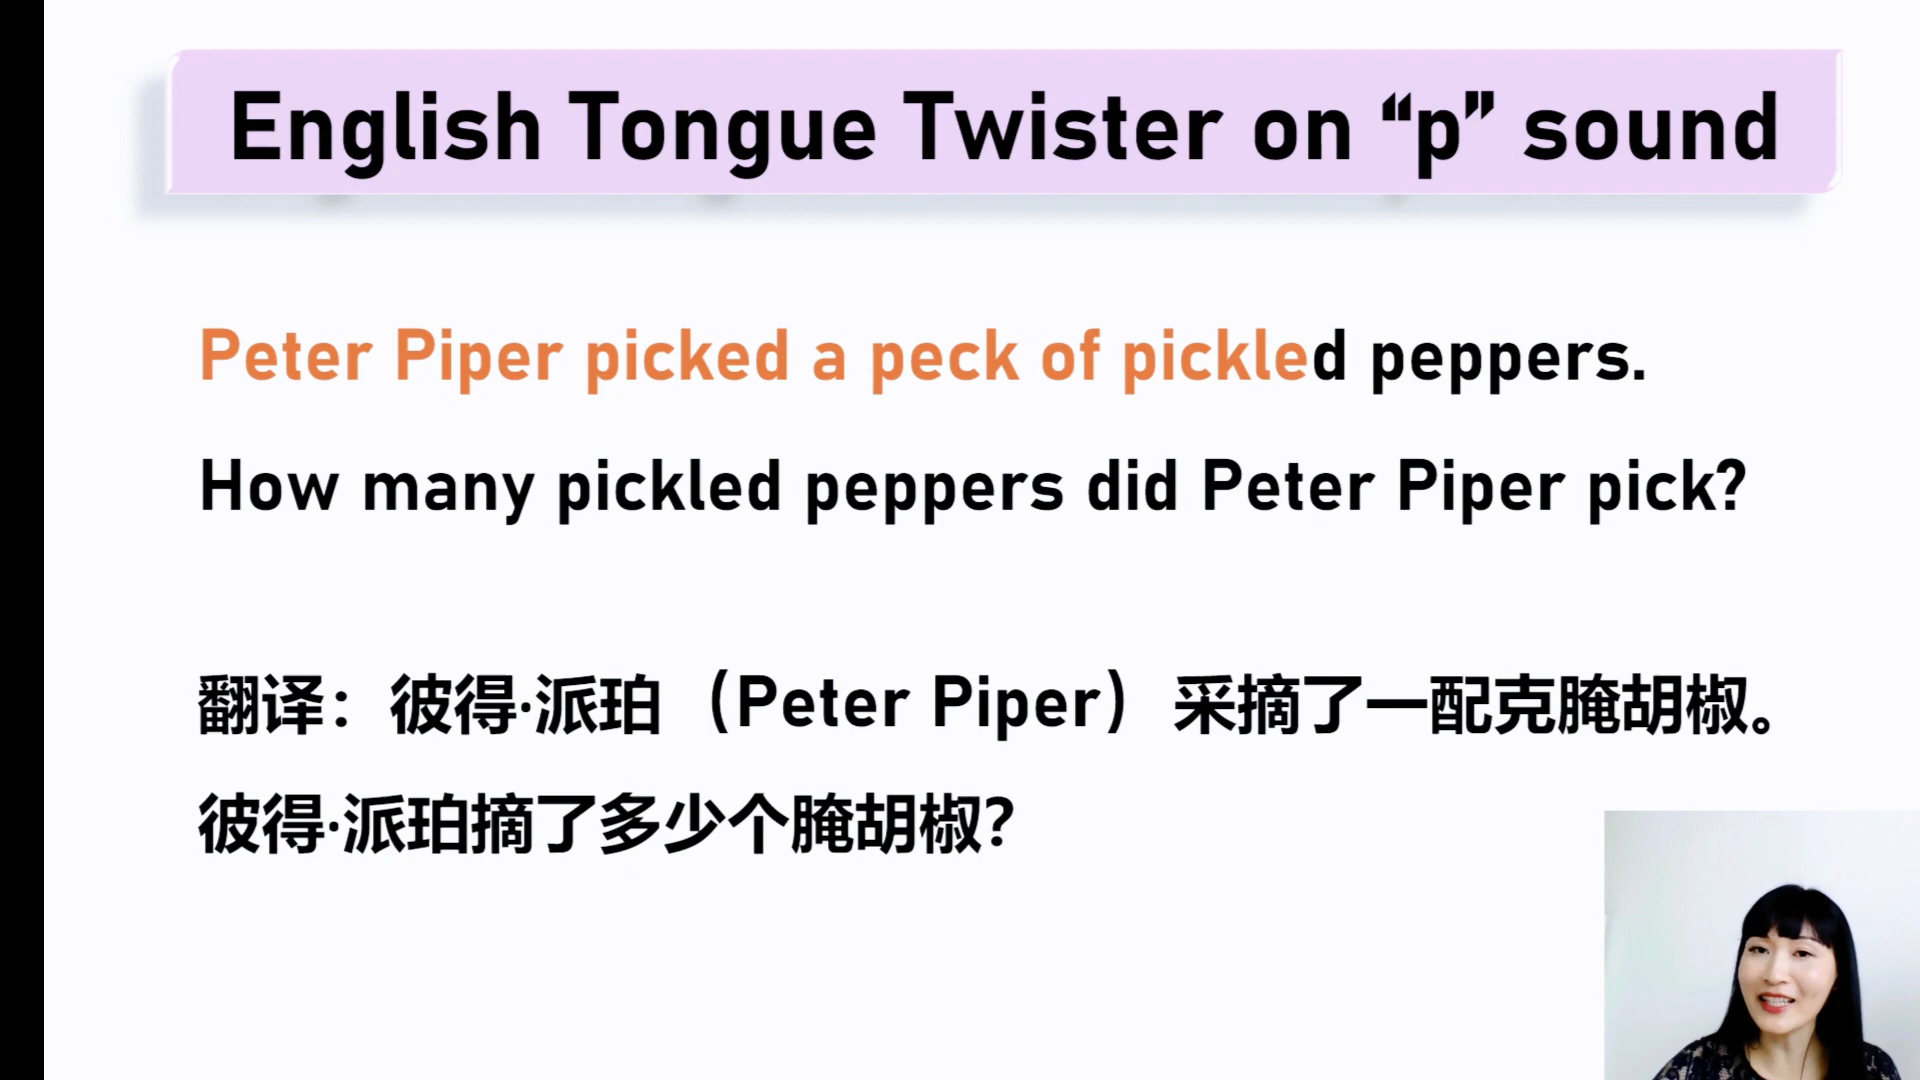 English Tongue Twister on “p” sound
Peter Piper picked a peck of pickled peppers.
How many pickled peppers did Peter Piper pick?
翻译：彼得·派珀（Peter Piper）采摘了一配克腌胡椒。
彼得·派珀摘了多少个腌胡椒？